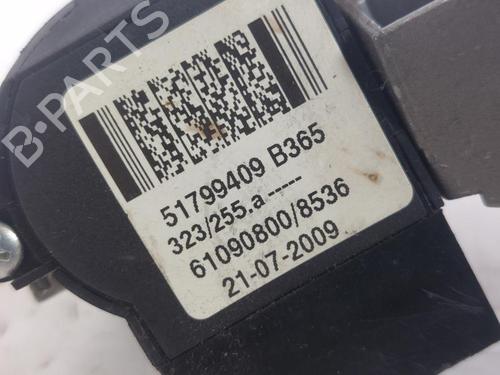 B-PARTS
51799409 B365
323/255.a-----
61090800/8536
21-07-2009